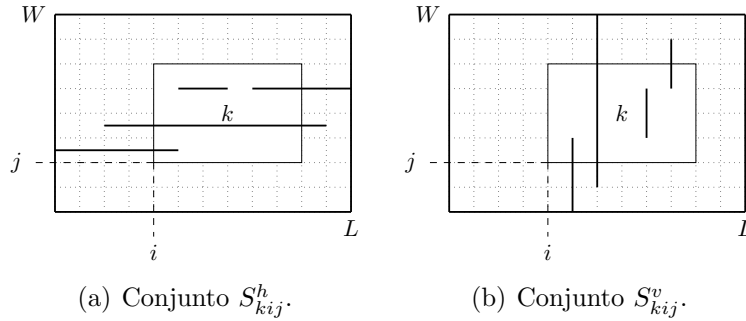 W W
k k
j j
L L
i i
(a) Conjunto $S^h_{kij}$. (b) Conjunto $S^v_{kij}$.